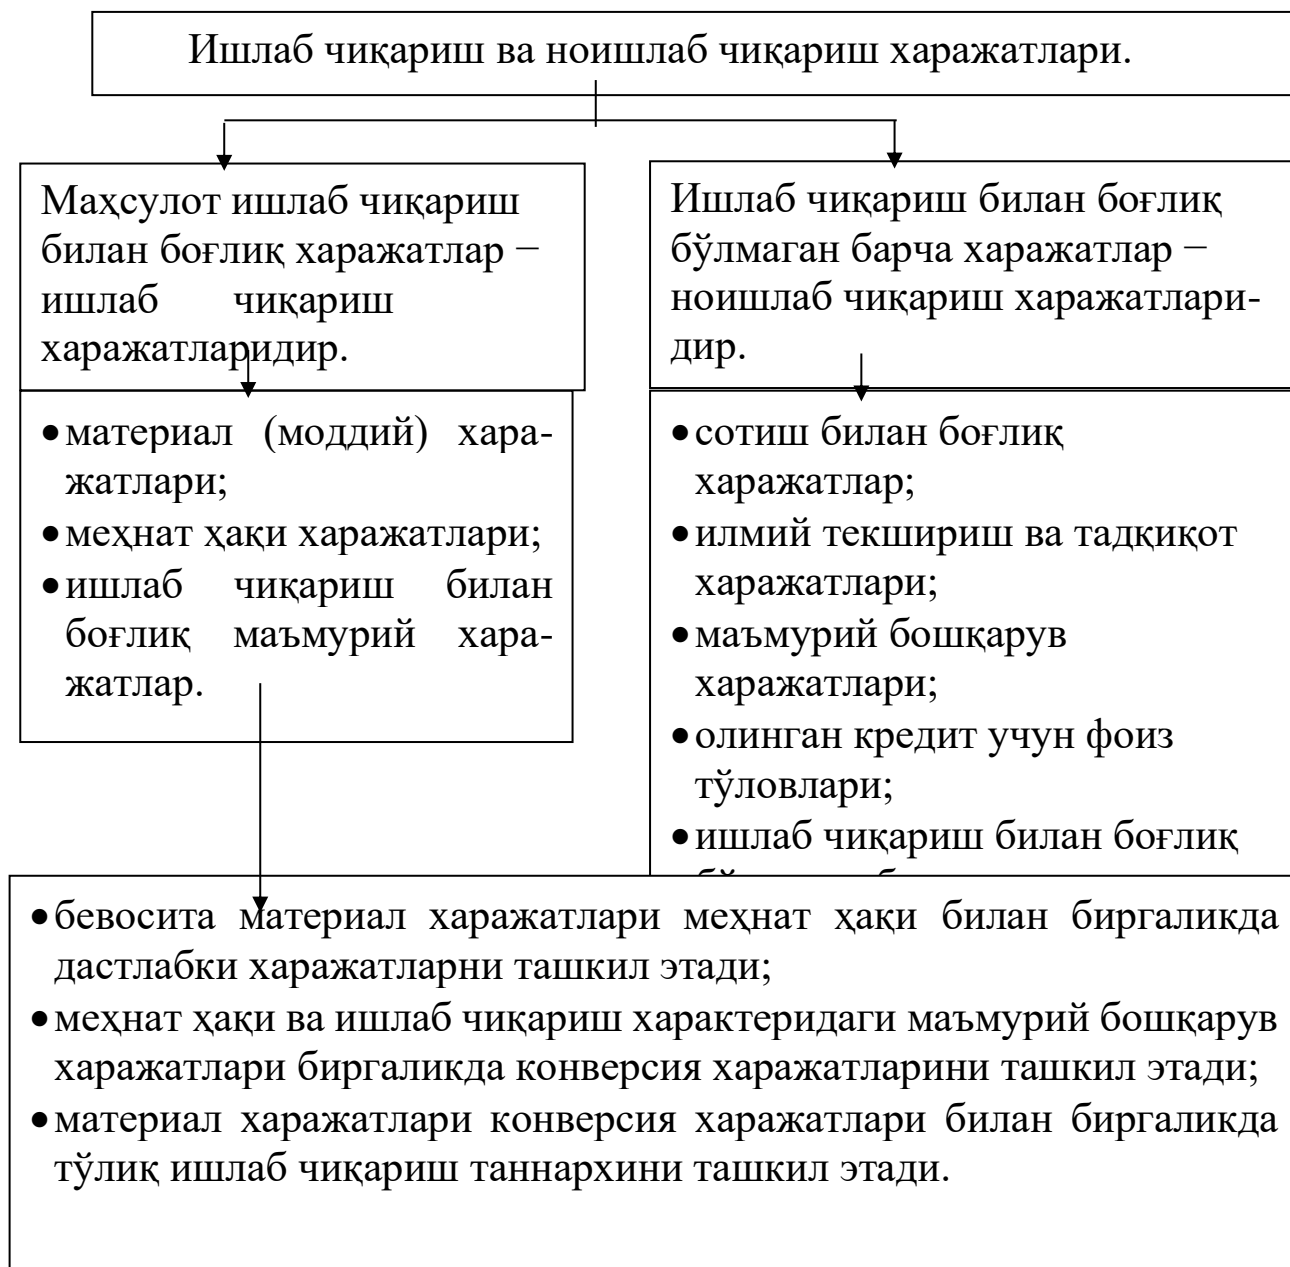 Ишлаб чиқариш ва ноишлаб чиқариш харажатлари.
Маҳсулот ишлаб чиқариш
билан боғлиқ харажатлар –
ишлаб чиқариш
харажатларидир.
Ишлаб чиқариш билан боғлиқ
бўлмаган барча харажатлар –
ноишлаб чиқариш харажатлари-
дир.
•материал (моддий) хара-
жатлари;
•меҳнат ҳақи харажатлари;
•ишлаб чиқариш билан
боғлиқ маъмурий хара-
жатлар.
•сотиш билан боғлиқ
харажатлар;
•илмий текшириш ва тадқиқот
харажатлари;
•маъмурий бошқарув
харажатлари;
•олинган кредит учун фоиз
тўловлари;
•ишлаб чиқариш билан боғлиқ
•бевосита материал харажатлари меҳнат ҳақи билан биргаликда
дастлабки харажатларни ташкил этади;
•меҳнат ҳақи ва ишлаб чиқариш характеридаги маъмурий бошқарув
харажатлари биргаликда конверсия харажатларини ташкил этади;
•материал харажатлари конверсия харажатлари билан биргаликда
тўлиқ ишлаб чиқариш таннархини ташкил этади.